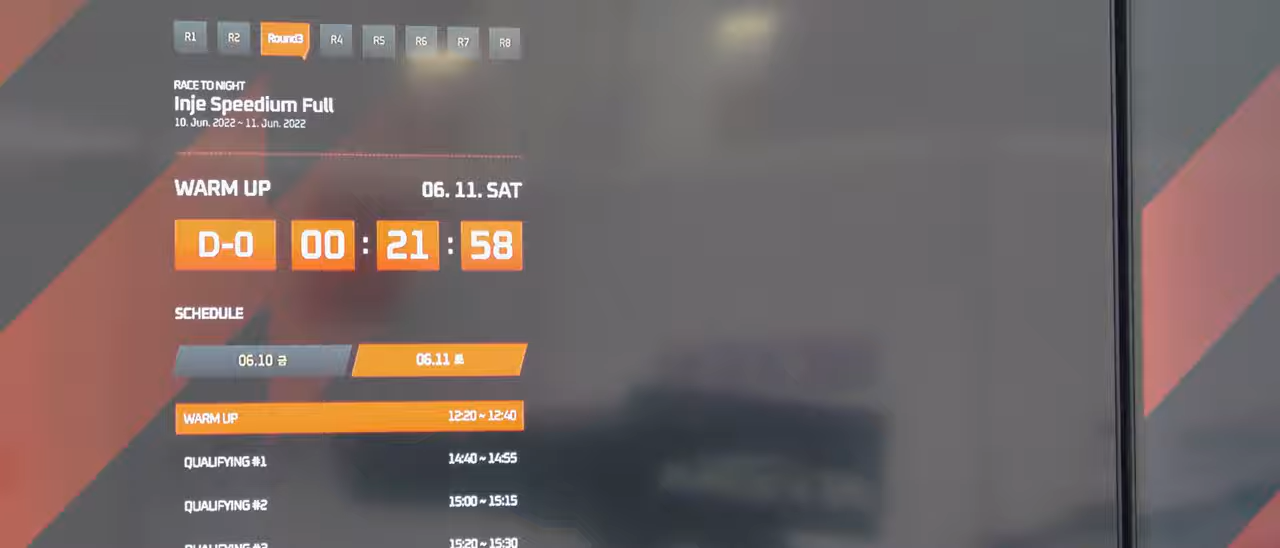 R1 R2 Round3 R4 R5 R6 R7 R8
RACE TO NIGHT
Inje Speedium Full
10. Jun. 2022 ~ 11. Jun. 2022
WARM UP 06. 11. SAT
D-0 00 : 21 : 58
SCHEDULE
06.10 금 06.11 토
WARM UP 12:20 ~ 12:40
QUALIFYING #1 14:40 ~ 14:55
QUALIFYING #2 15:00 ~ 15:15
QUALIFYING #3 15:20 ~ 15:30